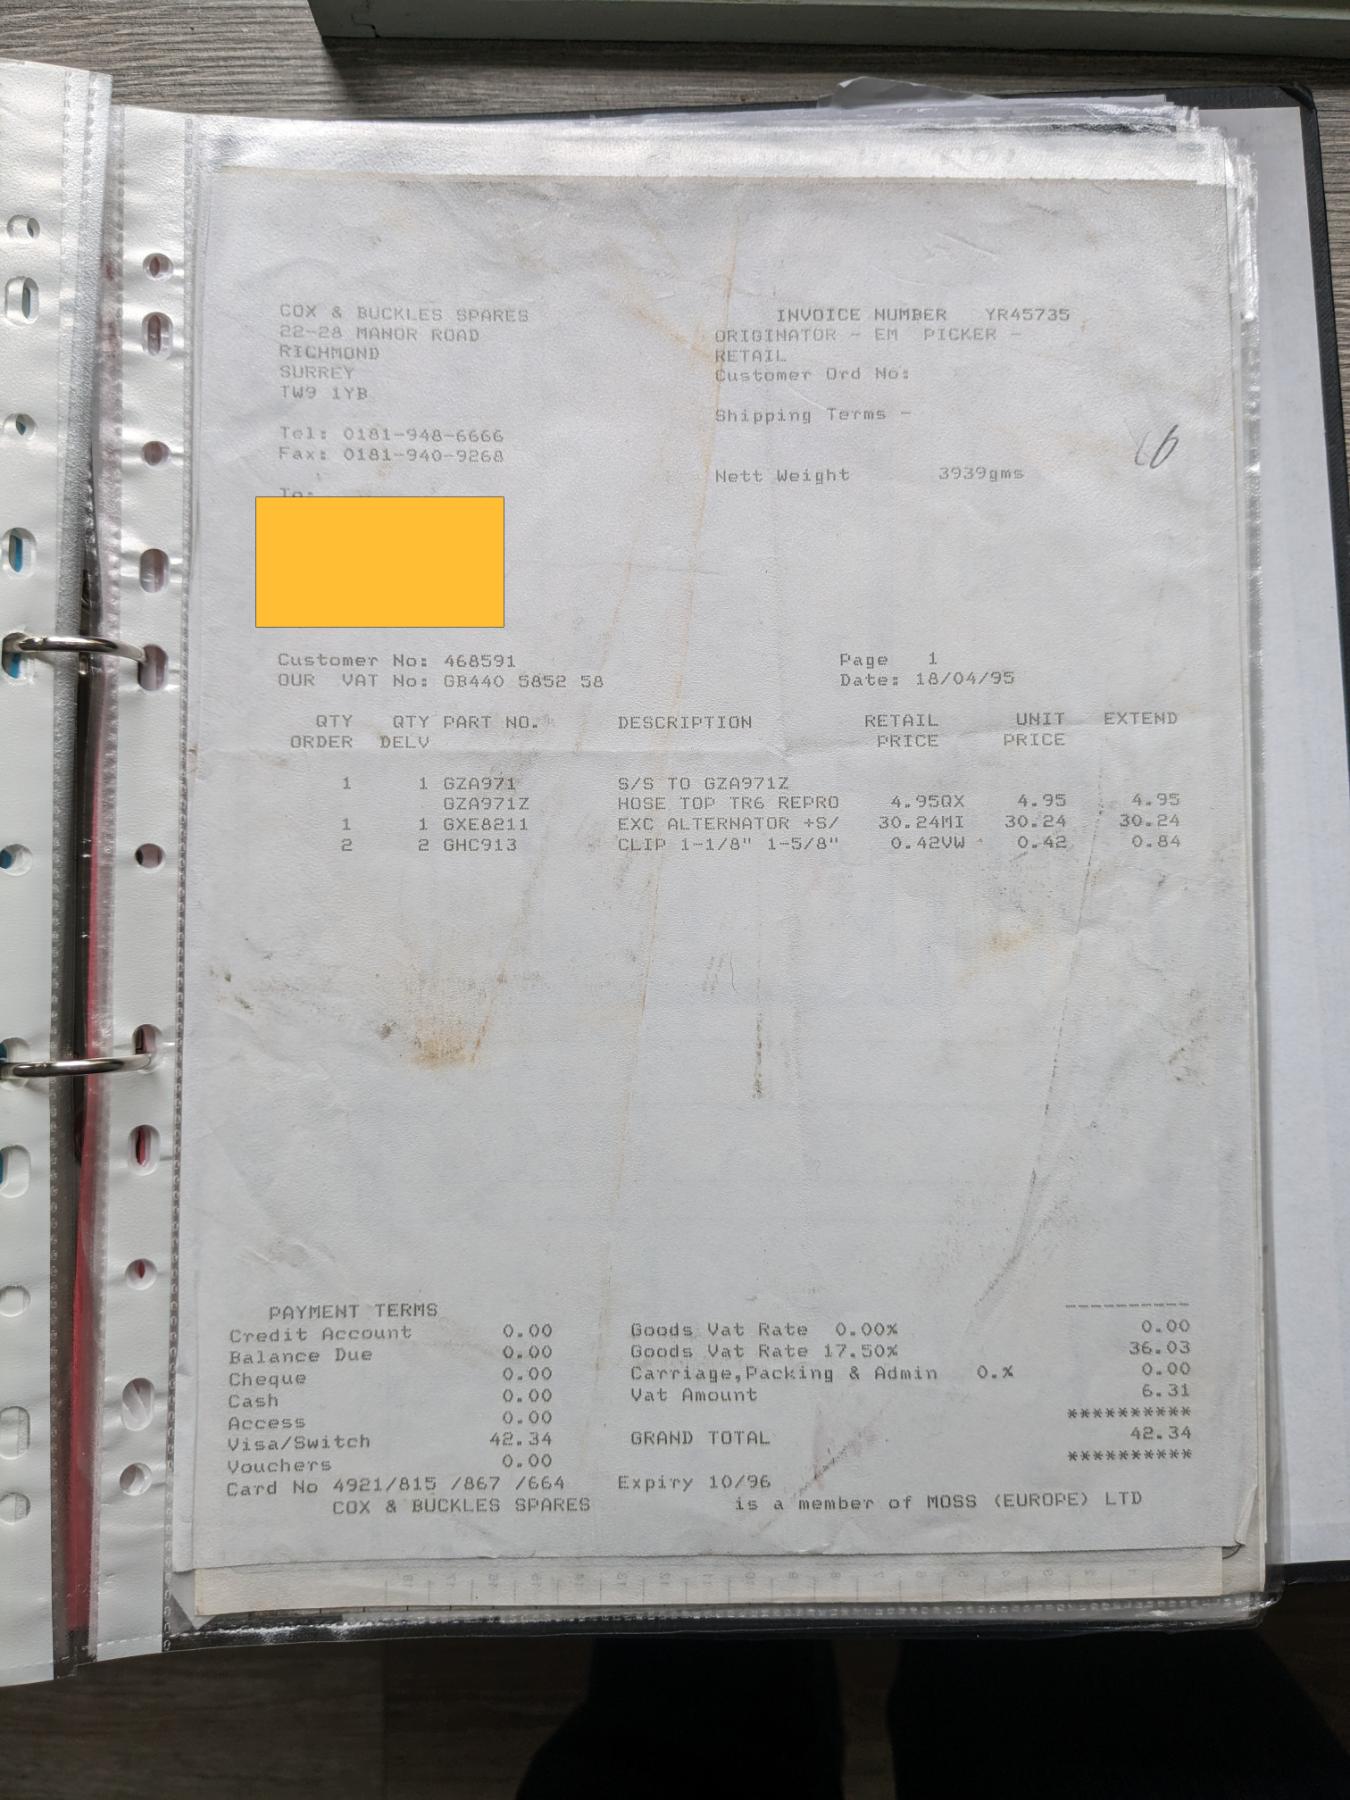 COX & BUCKLES SPARES
22-28 MANOR ROAD
RICHMOND
SURREY
TW9 1YB
Tel: 0181-948-6666
Fax: 0181-940-9268
To:
INVOICE NUMBER YR45735
ORIGINATOR - EM PICKER -
RETAIL
Customer Ord No:
Shipping Terms -
Nett Weight 3939gms
Customer No: 468591
OUR VAT No: GB440 5852 58
Page 1
Date: 18/04/95
QTY QTY PART NO. DESCRIPTION RETAIL UNIT EXTEND
ORDER DELV PRICE PRICE
1 1 GZA971 S/S TO GZA971Z
GZA971Z HOSE TOP TR6 REPRO 4.95QX 4.95 4.95
1 1 GXE8211 EXC ALTERNATOR +S/ 30.24MI 30.24 30.24
2 2 GHC913 CLIP 1-1/8" 1-5/8" 0.42VW 0.42 0.84
PAYMENT TERMS
Credit Account 0.00
Balance Due 0.00
Cheque 0.00
Cash 0.00
Access 0.00
Visa/Switch 42.34
Vouchers 0.00
Goods Vat Rate 0.00% 0.00
Goods Vat Rate 17.50% 36.03
Carriage,Packing & Admin 0.% 0.00
Vat Amount 6.31
**********
GRAND TOTAL 42.34
**********
Card No 4921/815 /867 /664 Expiry 10/96
COX & BUCKLES SPARES is a member of MOSS (EUROPE) LTD